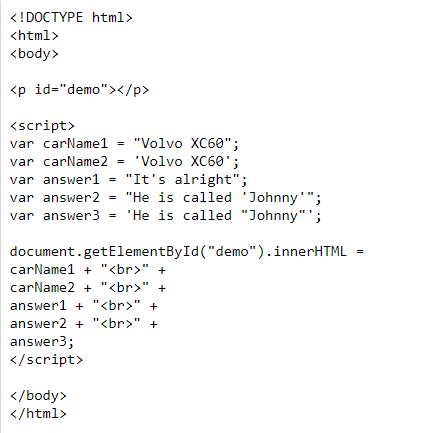 <!DOCTYPE html>
<html>
<body>
<p id="demo"></p>
<script>
var carName1 = "Volvo XC60";
var carName2 = 'Volvo XC60';
var answer1 = "It's alright";
var answer2 = "He is called 'Johnny'";
var answer3 = 'He is called "Johnny"';
document.getElementById("demo").innerHTML =
carName1 + "<br>" +
carName2 + "<br>" +
answer1 + "<br>" +
answer2 + "<br>" +
answer3;
</script>
</body>
</html>